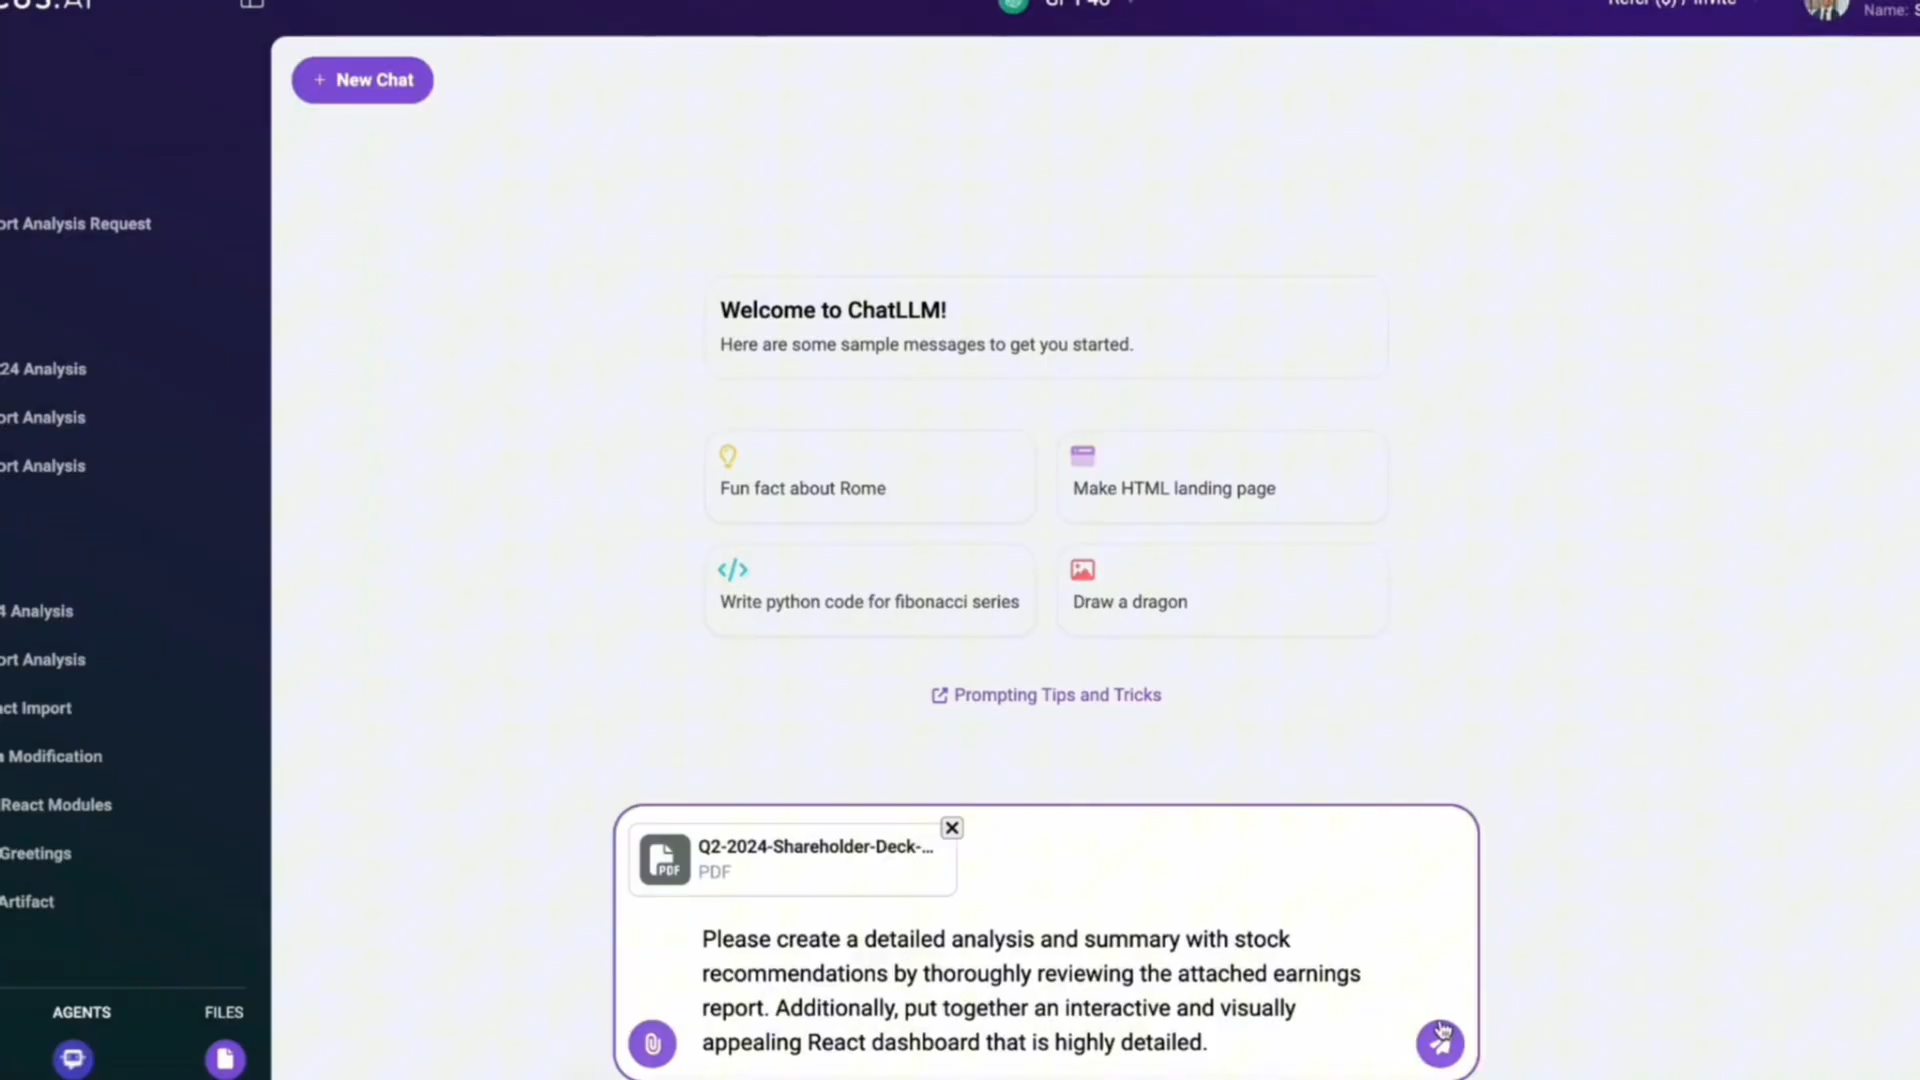 + New Chat
Name:
ort Analysis Request
24 Analysis
ort Analysis
ort Analysis
4 Analysis
ort Analysis
act Import
Modification
React Modules
Greetings
Artifact
AGENTS
FILES
Welcome to ChatLLM!
Here are some sample messages to get you started.
Fun fact about Rome
Make HTML landing page
</>
Write python code for fibonacci series
Draw a dragon
Prompting Tips and Tricks
Q2-2024-Shareholder-Deck-...
PDF
PDF
Please create a detailed analysis and summary with stock
recommendations by thoroughly reviewing the attached earnings
report. Additionally, put together an interactive and visually
appealing React dashboard that is highly detailed.